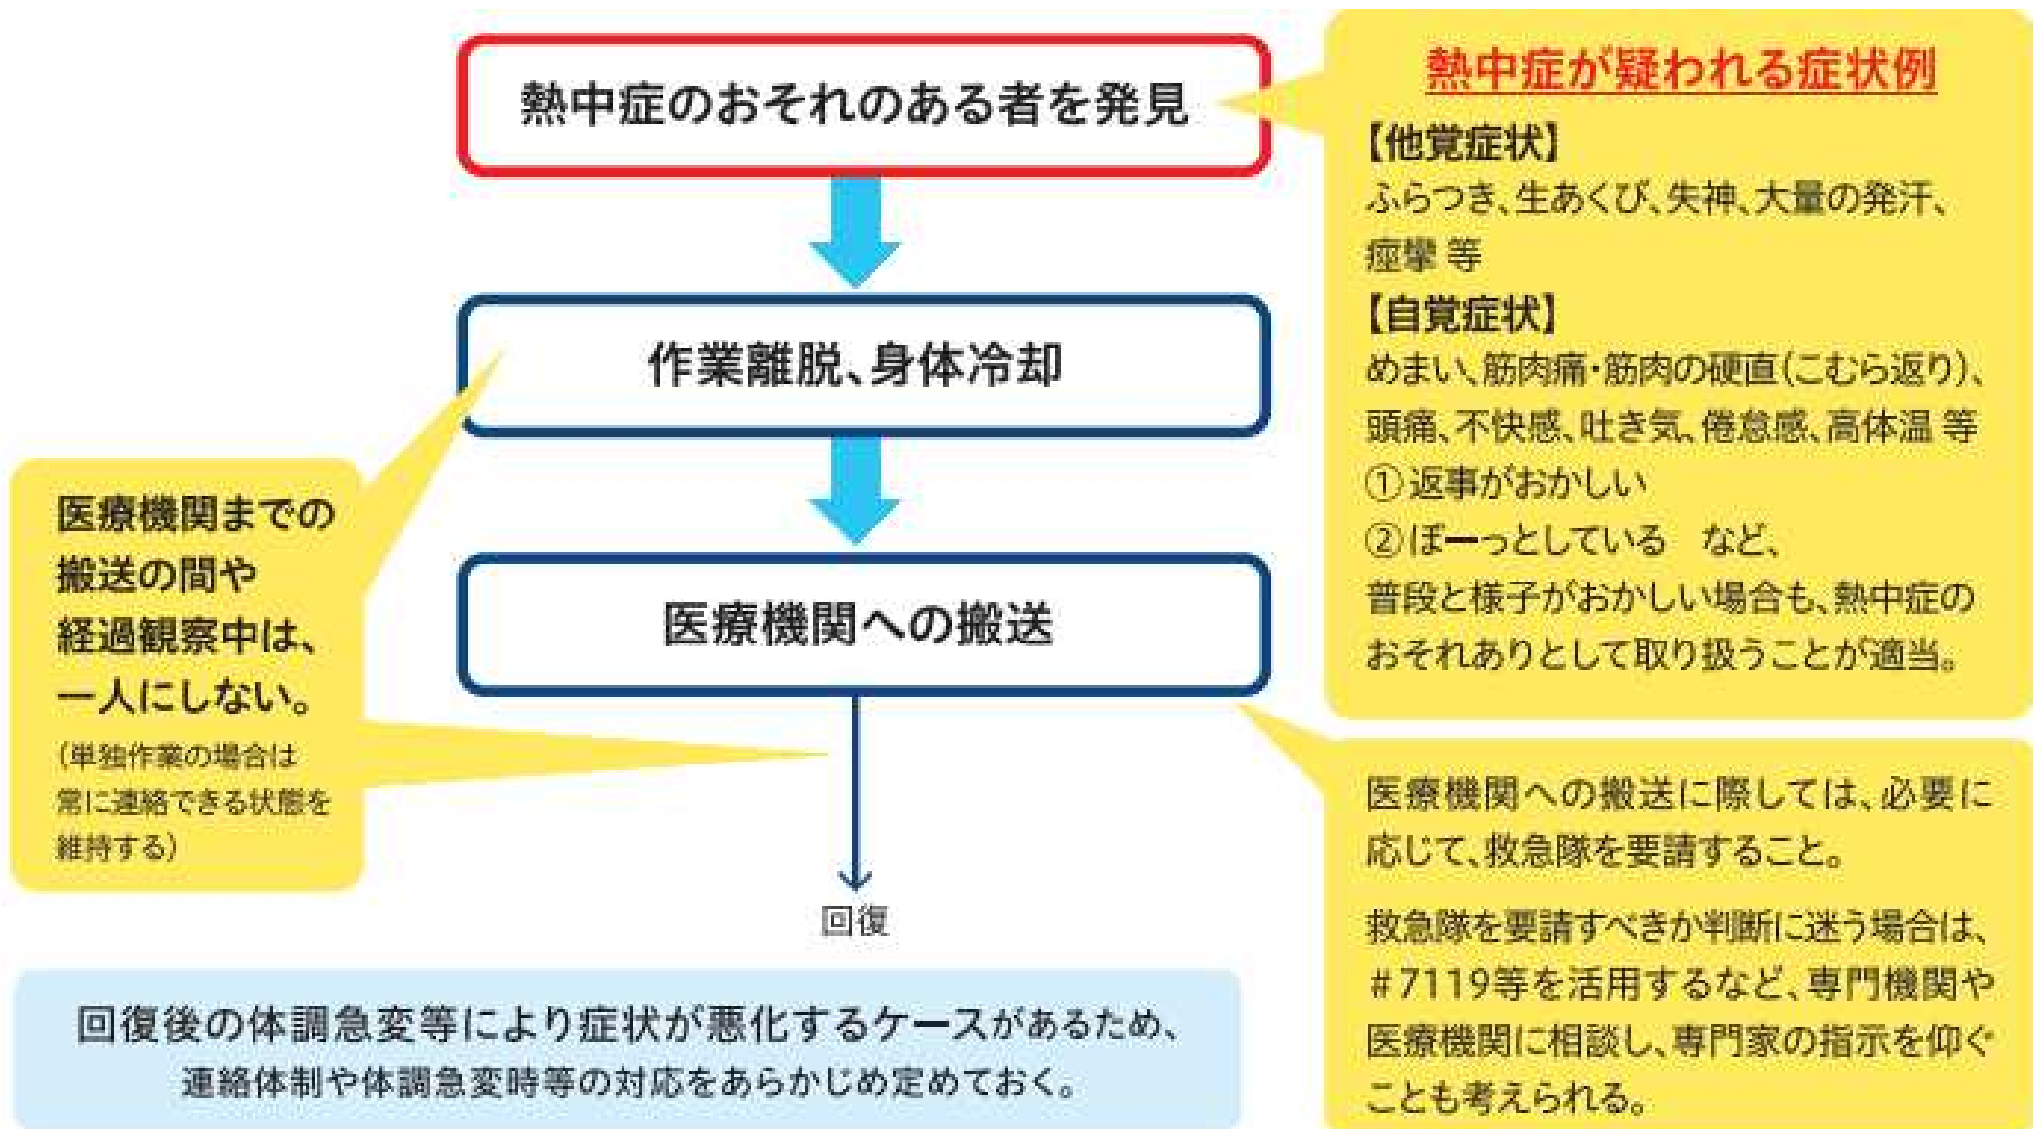 熱中症のおそれのある者を発見
作業離脱、身体冷却
医療機関への搬送
回復
医療機関までの
搬送の間や
経過観察中は、
一人にしない。
(単独作業の場合は
常に連絡できる状態を
維持する)
熱中症が疑われる症状例
【他覚症状】
ふらつき、生あくび、失神、大量の発汗、
痙攣 等
【自覚症状】
めまい、筋肉痛・筋肉の硬直(こむら返り)、
頭痛、不快感、吐き気、倦怠感、高体温 等
①返事がおかしい
②ぼーっとしている　など、
普段と様子がおかしい場合も、熱中症の
おそれありとして取り扱うことが適当。
医療機関への搬送に際しては、必要に
応じて、救急隊を要請すること。
救急隊を要請すべきか判断に迷う場合は、
#7119等を活用するなど、専門機関や
医療機関に相談し、専門家の指示を仰ぐ
ことも考えられる。
回復後の体調急変等により症状が悪化するケースがあるため、
連絡体制や体調急変時等の対応をあらかじめ定めておく。